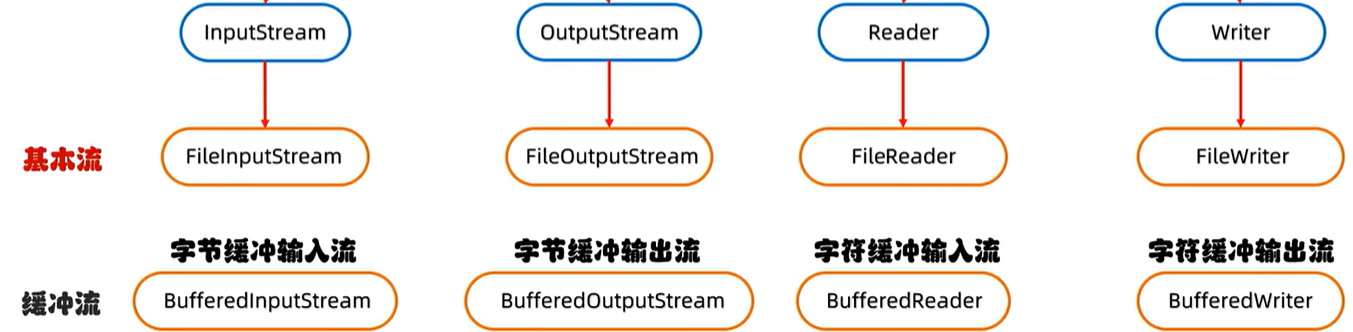 InputStream OutputStream Reader Writer
基本流 FileInputStream FileOutputStream FileReader FileWriter
字节缓冲输入流 字节缓冲输出流 字符缓冲输入流 字符缓冲输出流
缓冲流 BufferedInputStream BufferedOutputStream BufferedReader BufferedWriter